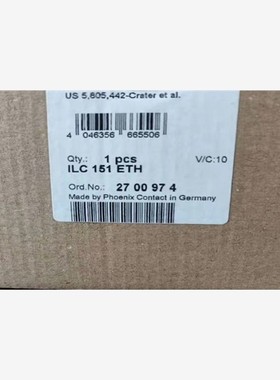 US 5,805,442-Crater et al.
4 046356 665506
Qty.: 1 pcs V/C:10
ILC 151 ETH
Ord.No.: 27 00 97 4
Made by Phoenix Contact in Germany